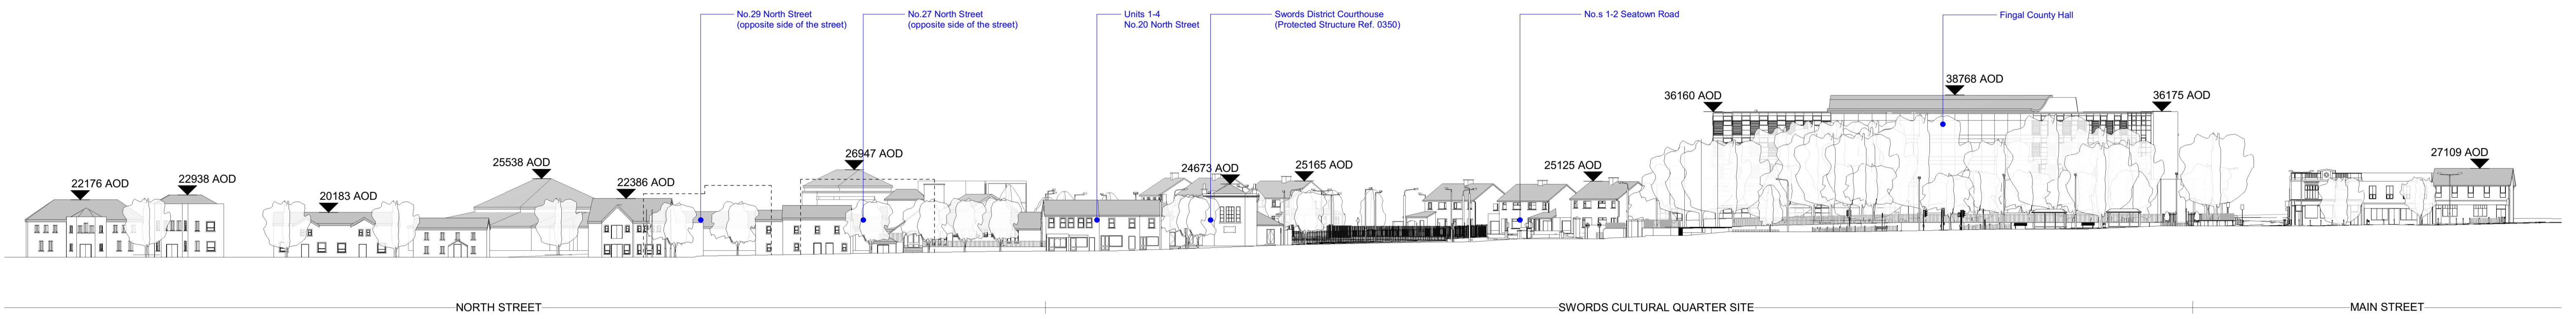 No.29 North Street
(opposite side of the street)
No.27 North Street
(opposite side of the street)
Units 1-4
No.20 North Street
Swords District Courthouse
(Protected Structure Ref. 0350)
No.s 1-2 Seatown Road
Fingal County Hall
22176 AOD
22938 AOD
20183 AOD
25538 AOD
22386 AOD
26947 AOD
24673 AOD
25165 AOD
25125 AOD
36160 AOD
38768 AOD
36175 AOD
27109 AOD
NORTH STREET
SWORDS CULTURAL QUARTER SITE
MAIN STREET